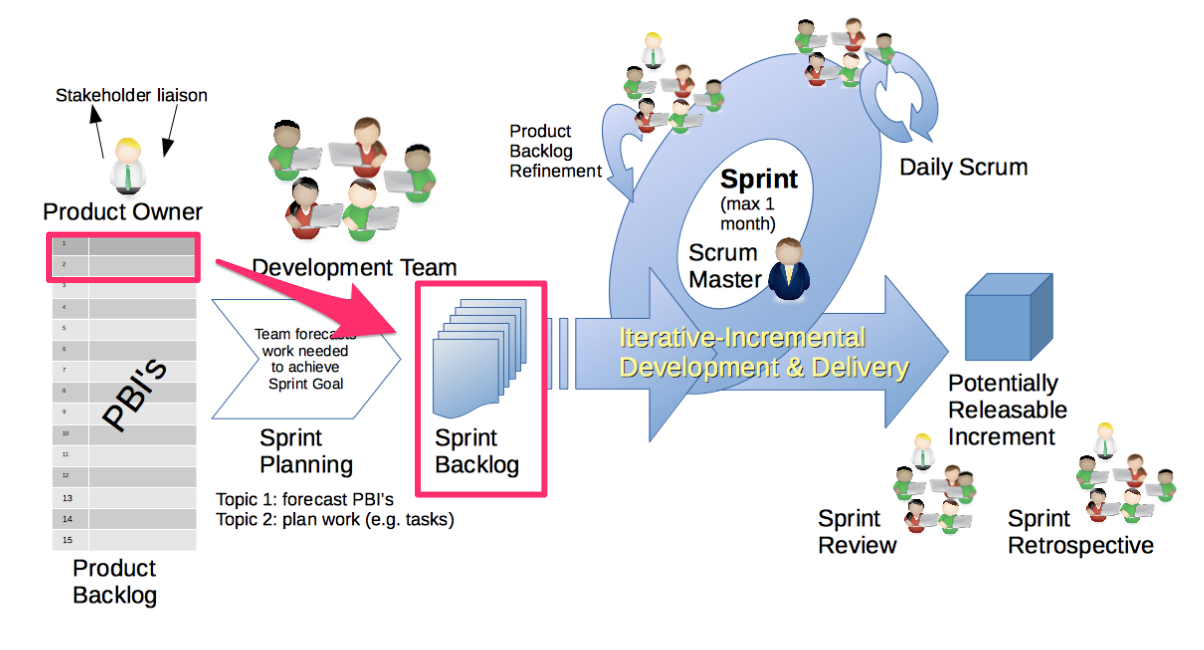 Stakeholder liaison
Product Owner
1
2
3
4
5
6
7
8
9
10
11
12
13
14
15
PBI's
Product
Backlog
Development Team
Team forecasts
work needed
to achieve
Sprint Goal
Sprint
Planning
Topic 1: forecast PBI's
Topic 2: plan work (e.g. tasks)
Sprint
Backlog
Product
Backlog
Refinement
Sprint
(max 1
month)
Scrum
Master
Daily Scrum
Iterative-Incremental
Development & Delivery
Potentially
Releasable
Increment
Sprint
Review
Sprint
Retrospective